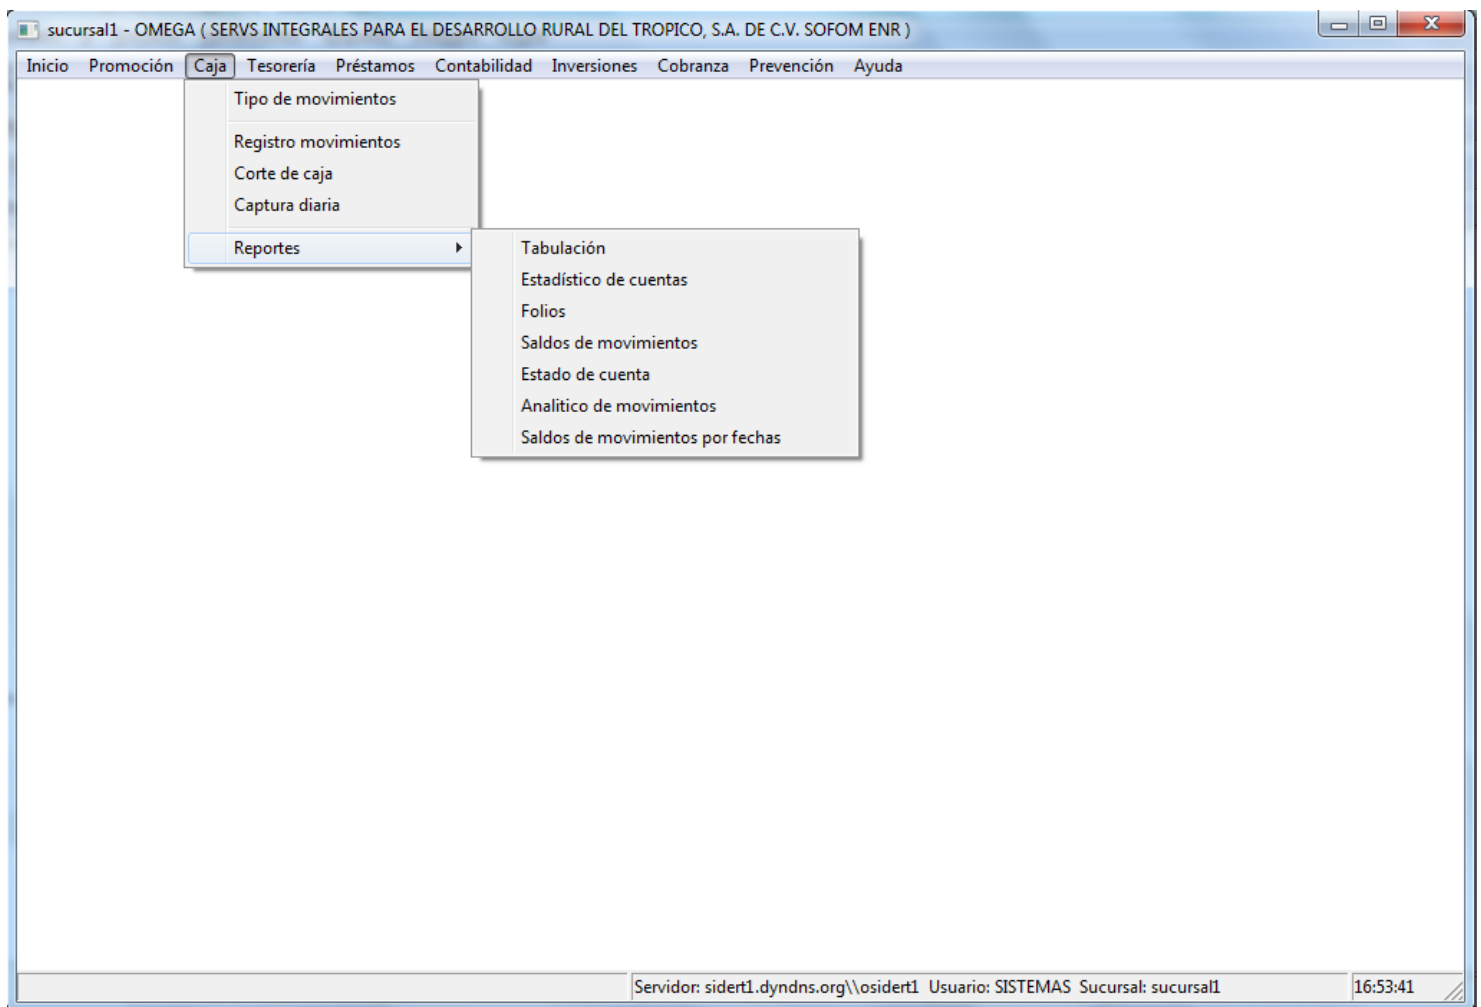 sucursal1 - OMEGA ( SERVS INTEGRALES PARA EL DESARROLLO RURAL DEL TROPICO, S.A. DE C.V. SOFOM ENR )
Inicio Promoción Caja Tesorería Préstamos Contabilidad Inversiones Cobranza Prevención Ayuda
Tipo de movimientos
Registro movimientos
Corte de caja
Captura diaria
Reportes
Tabulación
Estadístico de cuentas
Folios
Saldos de movimientos
Estado de cuenta
Analitico de movimientos
Saldos de movimientos por fechas
Servidor: sidert1.dyndns.org\\osidert1 Usuario: SISTEMAS Sucursal: sucursal1 16:53:41